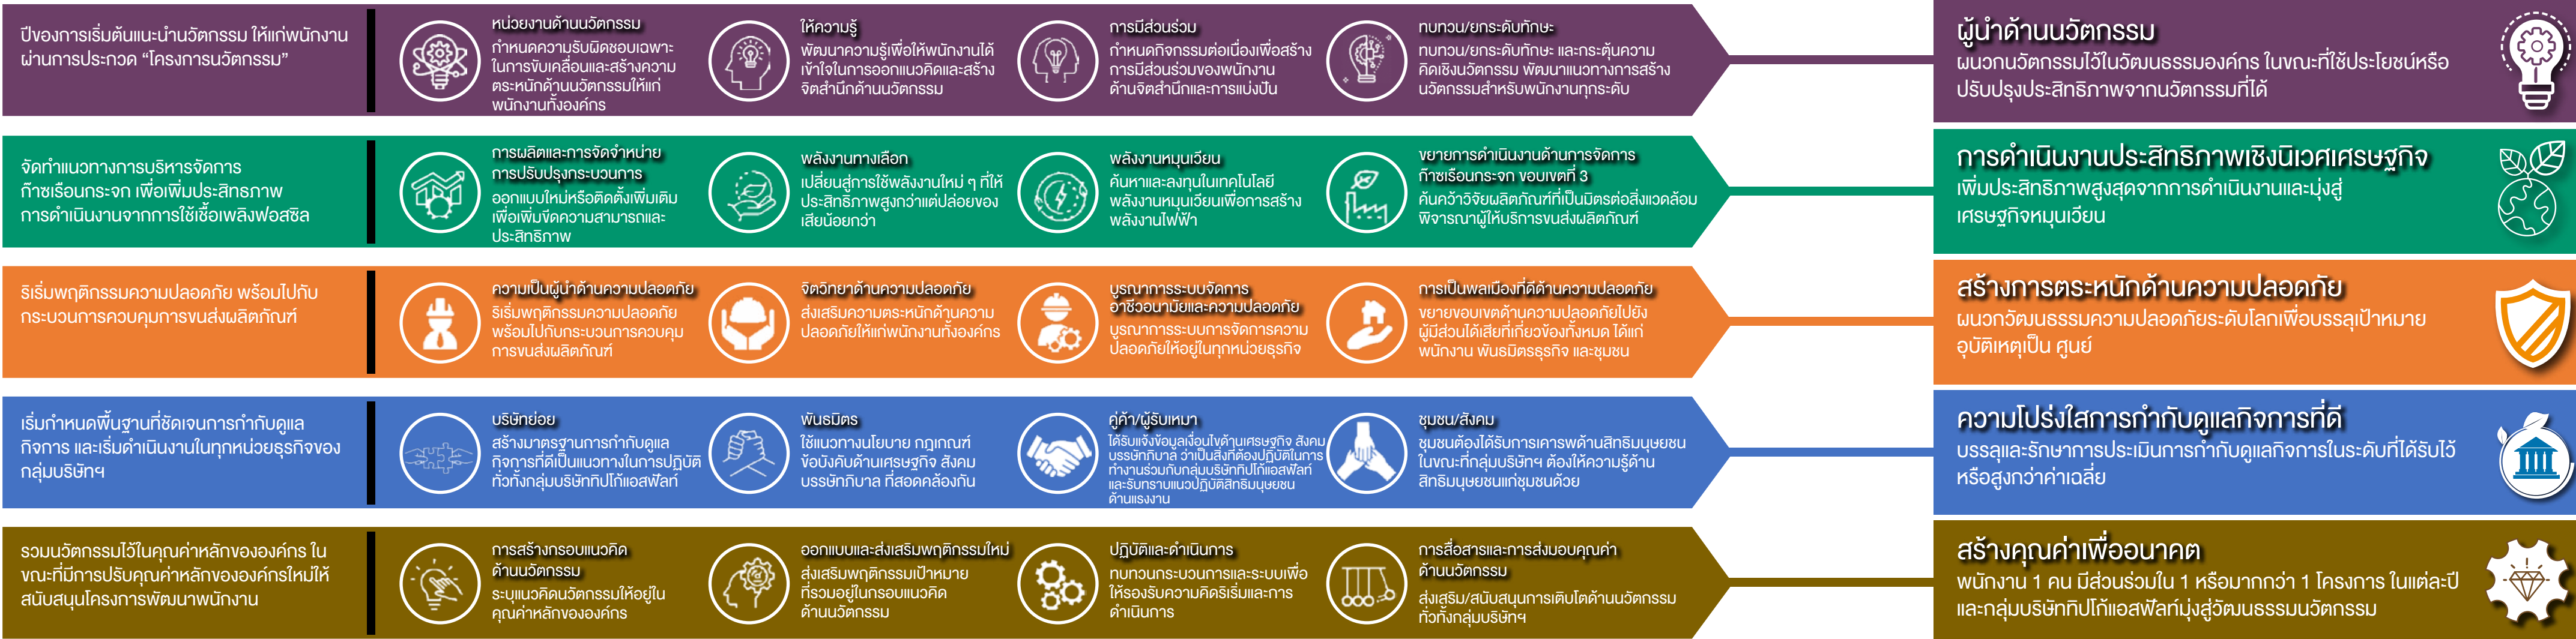 ปีของการเริ่มต้นแนะนำนวัตกรรม ให้แก่พนักงาน
ผ่านการประกวด “โครงการนวัตกรรม”
หน่วยงานด้านนวัตกรรม
กำหนดความรับผิดชอบเฉพาะ
ในการขับเคลื่อนและสร้างความ
ตระหนักด้านนวัตกรรมให้แก่
พนักงานทั้งองค์กร
ให้ความรู้
พัฒนาความรู้เพื่อให้พนักงานได้
เข้าใจในการออกแนวคิดและสร้าง
จิตสำนึกด้านนวัตกรรม
การมีส่วนร่วม
กำหนดกิจกรรมต่อเนื่องเพื่อสร้าง
การมีส่วนร่วมของพนักงาน
ด้านจิตสำนึกและการแบ่งปัน
ทบทวน/ยกระดับทักษะ
ทบทวน/ยกระดับทักษะ และกระตุ้นความ
คิดเชิงนวัตกรรม พัฒนาแนวทางการสร้าง
นวัตกรรมสำหรับพนักงานทุกระดับ
ผู้นำด้านนวัตกรรม
ผนวกนวัตกรรมไว้ในวัฒนธรรมองค์กร ในขณะที่ใช้ประโยชน์หรือ
ปรับปรุงประสิทธิภาพจากนวัตกรรมที่ได้
จัดทำแนวทางการบริหารจัดการ
ก๊าซเรือนกระจก เพื่อเพิ่มประสิทธิภาพ
การดำเนินงานจากการใช้เชื้อเพลิงฟอสซิล
การผลิตและการจัดจำหน่าย
การปรับปรุงกระบวนการ
ออกแบบใหม่หรือติดตั้งเพิ่มเติม
เพื่อเพิ่มขีดความสามารถและ
ประสิทธิภาพ
พลังงานทางเลือก
เปลี่ยนสู่การใช้พลังงานใหม่ ๆ ที่ให้
ประสิทธิภาพสูงกว่าแต่ปล่อยของ
เสียน้อยกว่า
พลังงานหมุนเวียน
ค้นหาและลงทุนในเทคโนโลยี
พลังงานหมุนเวียนเพื่อการสร้าง
พลังงานไฟฟ้า
ขยายการดำเนินงานด้านการจัดการ
ก๊าซเรือนกระจก ขอบเขตที่ 3
ค้นคว้าวิจัยผลิตภัณฑ์ที่เป็นมิตรต่อสิ่งแวดล้อม
พิจารณาผู้ให้บริการขนส่งผลิตภัณฑ์
การดำเนินงานประสิทธิภาพเชิงนิเวศเศรษฐกิจ
เพิ่มประสิทธิภาพสูงสุดจากการดำเนินงานและมุ่งสู่
เศรษฐกิจหมุนเวียน
ริเริ่มพฤติกรรมความปลอดภัย พร้อมไปกับ
กระบวนการควบคุมการขนส่งผลิตภัณฑ์
ความเป็นผู้นำด้านความปลอดภัย
ริเริ่มพฤติกรรมความปลอดภัย
พร้อมไปกับกระบวนการควบคุม
การขนส่งผลิตภัณฑ์
จิตวิทยาด้านความปลอดภัย
ส่งเสริมความตระหนักด้านความ
ปลอดภัยให้แก่พนักงานทั้งองค์กร
บูรณาการระบบจัดการ
อาชีวอนามัยและความปลอดภัย
บูรณาการระบบการจัดการความ
ปลอดภัยให้อยู่ในทุกหน่วยธุรกิจ
การเป็นพลเมืองที่ดีด้านความปลอดภัย
ขยายขอบเขตด้านความปลอดภัยไปยัง
ผู้มีส่วนได้เสียที่เกี่ยวข้องทั้งหมด ได้แก่
พนักงาน พันธมิตรธุรกิจ และชุมชน
สร้างการตระหนักด้านความปลอดภัย
ผนวกวัฒนธรรมความปลอดภัยระดับโลกเพื่อบรรลุเป้าหมาย
อุบัติเหตุเป็น ศูนย์
เริ่มกำหนดพื้นฐานที่ชัดเจนการกำกับดูแล
กิจการ และเริ่มดำเนินงานในทุกหน่วยธุรกิจของ
กลุ่มบริษัทฯ
บริษัทย่อย
สร้างมาตรฐานการกำกับดูแล
กิจการที่ดีเป็นแนวทางในการปฏิบัติ
ทั่วทั้งกลุ่มบริษัททิปโก้แอสฟัลท์
พันธมิตร
ใช้แนวทางนโยบาย กฎเกณฑ์
ข้อบังคับด้านเศรษฐกิจ สังคม
บรรษัทภิบาล ที่สอดคล้องกัน
คู่ค้า/ผู้รับเหมา
ได้รับแจ้งข้อมูลเงื่อนไขด้านเศรษฐกิจ สังคม
บรรษัทภิบาล ว่าเป็นสิ่งที่ต้องปฏิบัติในการ
ทำงานร่วมกับกลุ่มบริษัททิปโก้แอสฟัลท์
และรับทราบแนวปฏิบัติสิทธิมนุษยชน
ด้านแรงงาน
ชุมชน/สังคม
ชุมชนต้องได้รับการเคารพด้านสิทธิมนุษยชน
ในขณะที่กลุ่มบริษัทฯ ต้องให้ความรู้ด้าน
สิทธิมนุษยชนแก่ชุมชนด้วย
ความโปร่งใสการกำกับดูแลกิจการที่ดี
บรรลุและรักษาการประเมินการกำกับดูแลกิจการในระดับที่ได้รับไว้
หรือสูงกว่าค่าเฉลี่ย
รวมนวัตกรรมไว้ในคุณค่าหลักขององค์กร ใน
ขณะที่มีการปรับคุณค่าหลักขององค์กรใหม่ให้
สนับสนุนโครงการพัฒนาพนักงาน
การสร้างกรอบแนวคิด
ด้านนวัตกรรม
ระบุแนวคิดนวัตกรรมให้อยู่ใน
คุณค่าหลักขององค์กร
ออกแบบและส่งเสริมพฤติกรรมใหม่
ส่งเสริมพฤติกรรมเป้าหมาย
ที่รวมอยู่ในกรอบแนวคิด
ด้านนวัตกรรม
ปฏิบัติและดำเนินการ
ทบทวนกระบวนการและระบบเพื่อ
ให้รองรับความคิดริเริ่มและการ
ดำเนินการ
การสื่อสารและการส่งมอบคุณค่า
ด้านนวัตกรรม
ส่งเสริม/สนับสนุนการเติบโตด้านนวัตกรรม
ทั่วทั้งกลุ่มบริษัทฯ
สร้างคุณค่าเพื่ออนาคต
พนักงาน 1 คน มีส่วนร่วมใน 1 หรือมากกว่า 1 โครงการ ในแต่ละปี
และกลุ่มบริษัททิปโก้แอสฟัลท์มุ่งสู่วัฒนธรรมนวัตกรรม